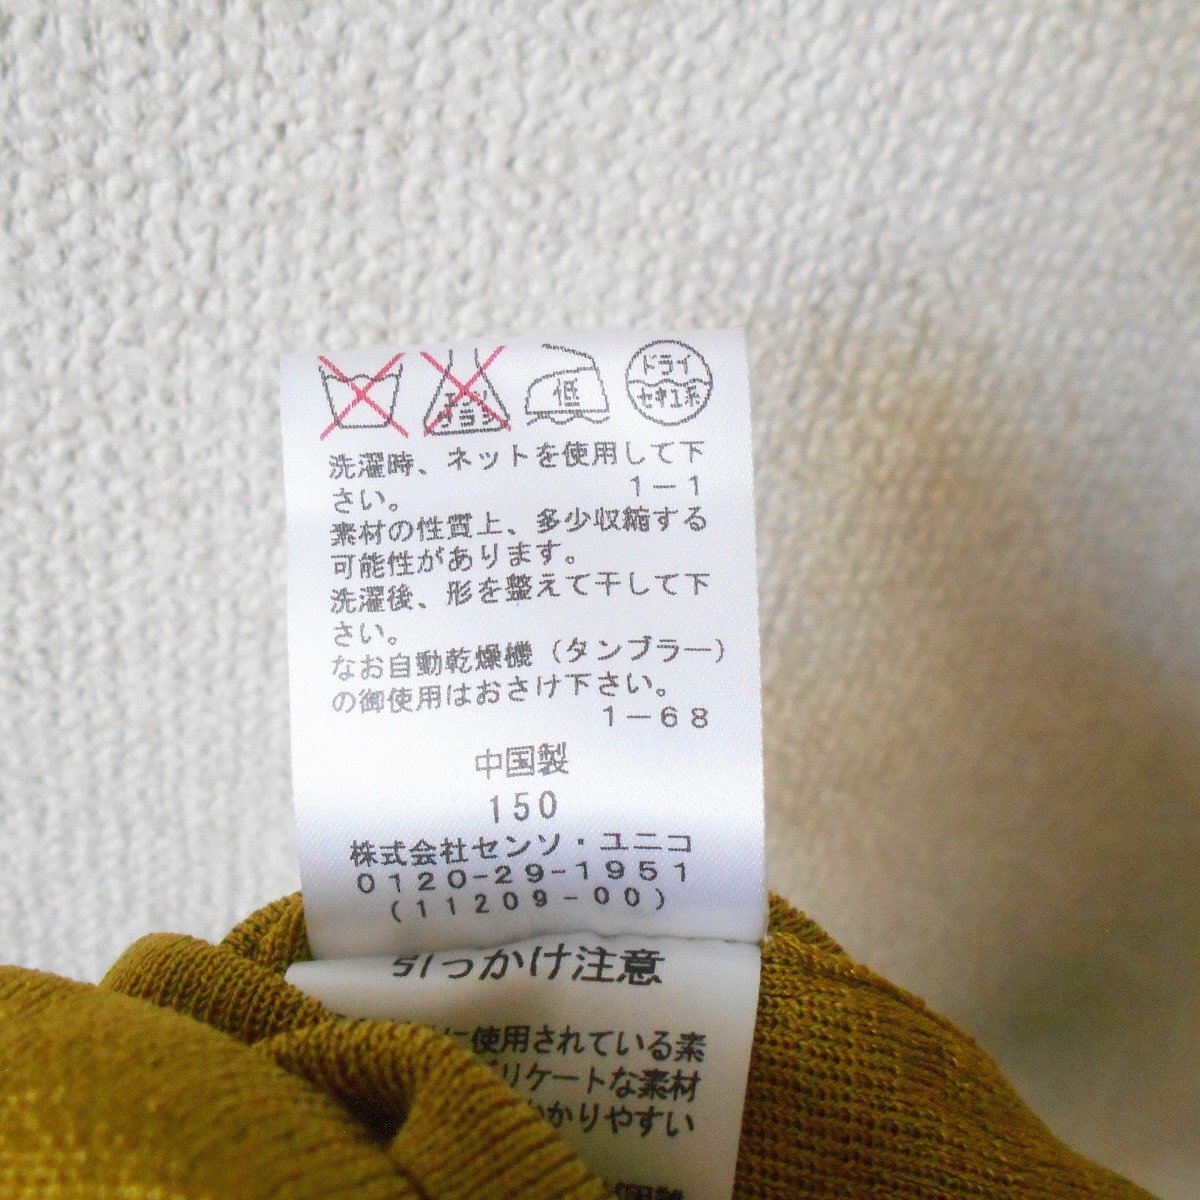 エンソ
サラシ
低
ドライ
セキユ系
洗濯時、ネットを使用して下
さい。 1－1
素材の性質上、多少収縮する
可能性があります。
洗濯後、形を整えて干して下
さい。
なお自動乾燥機（タンブラー）
の御使用はおさけ下さい。
1－68
中国製
150
株式会社センソ・ユニコ
0120-29-1951
(11209-00)
引っかけ注意
に使用されている素
リケートな素材
かかりやすい